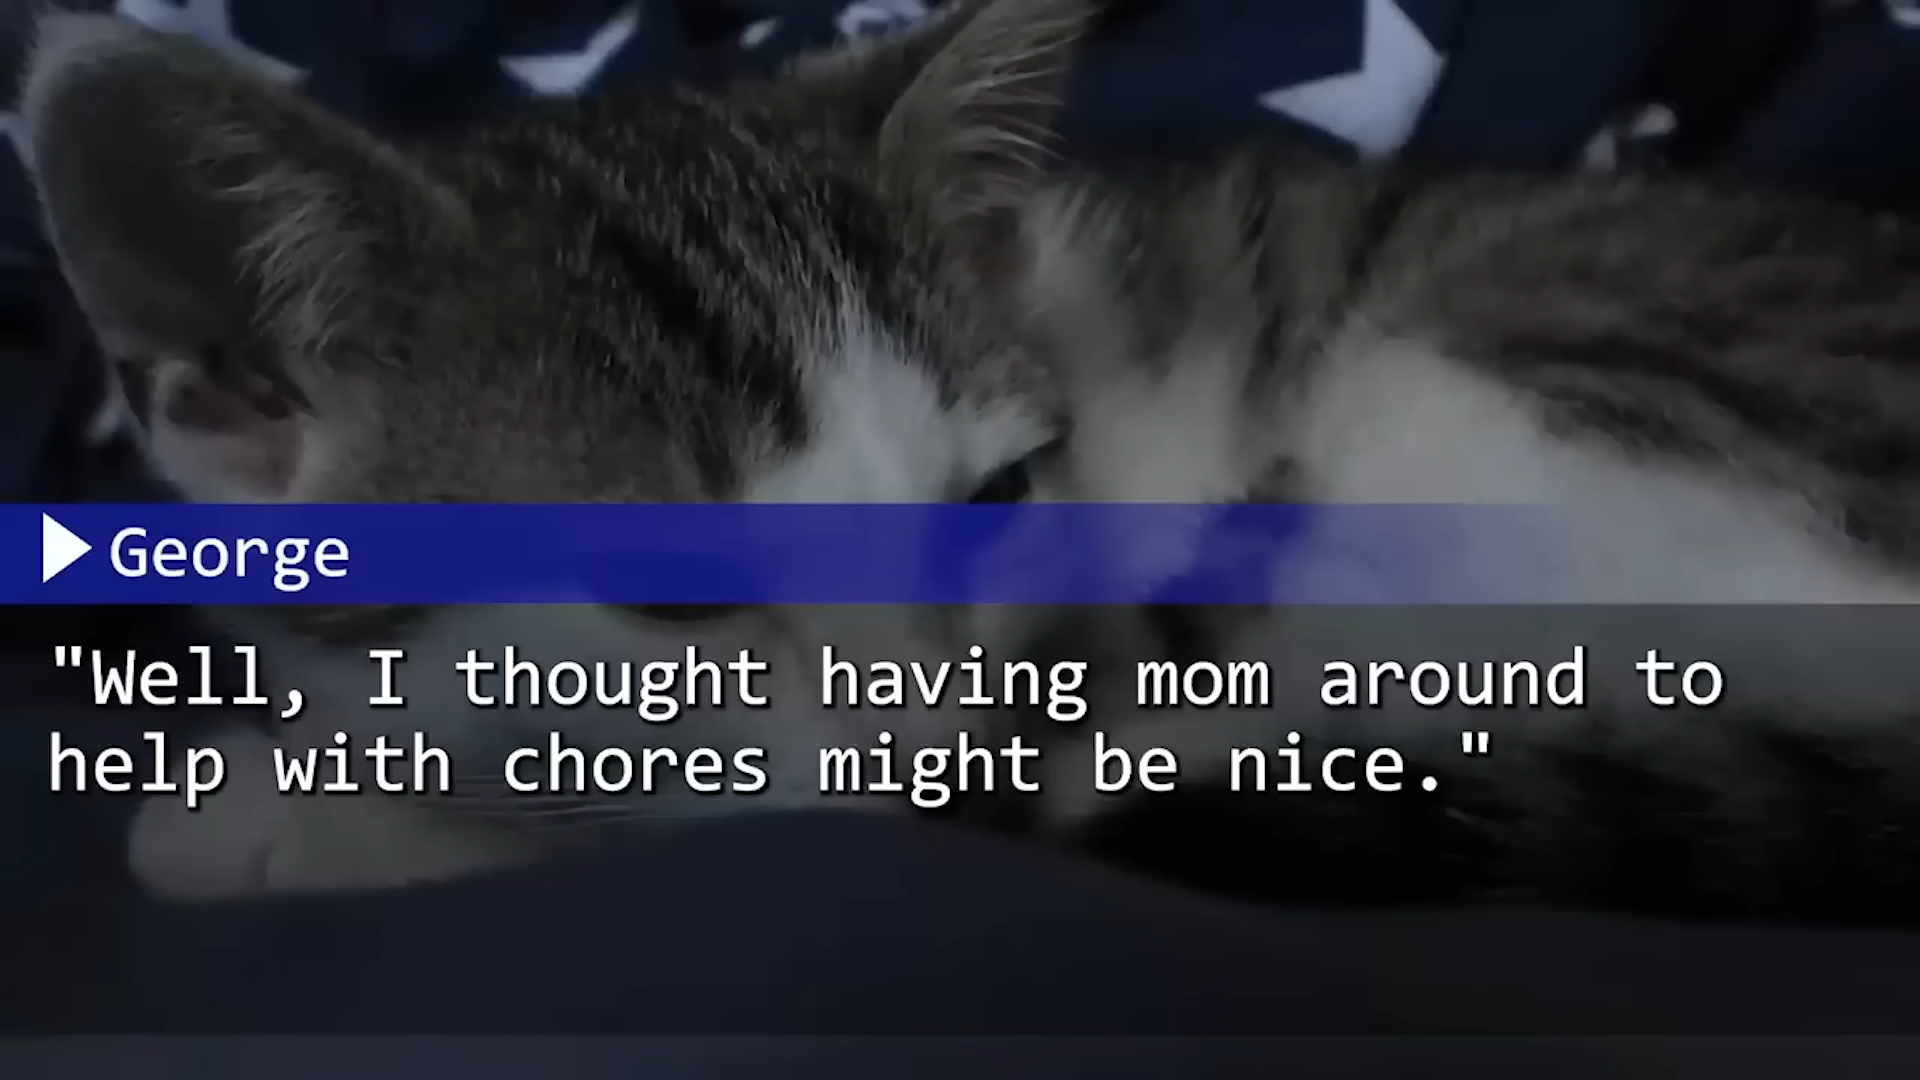 George
"Well, I thought having mom around to
help with chores might be nice."